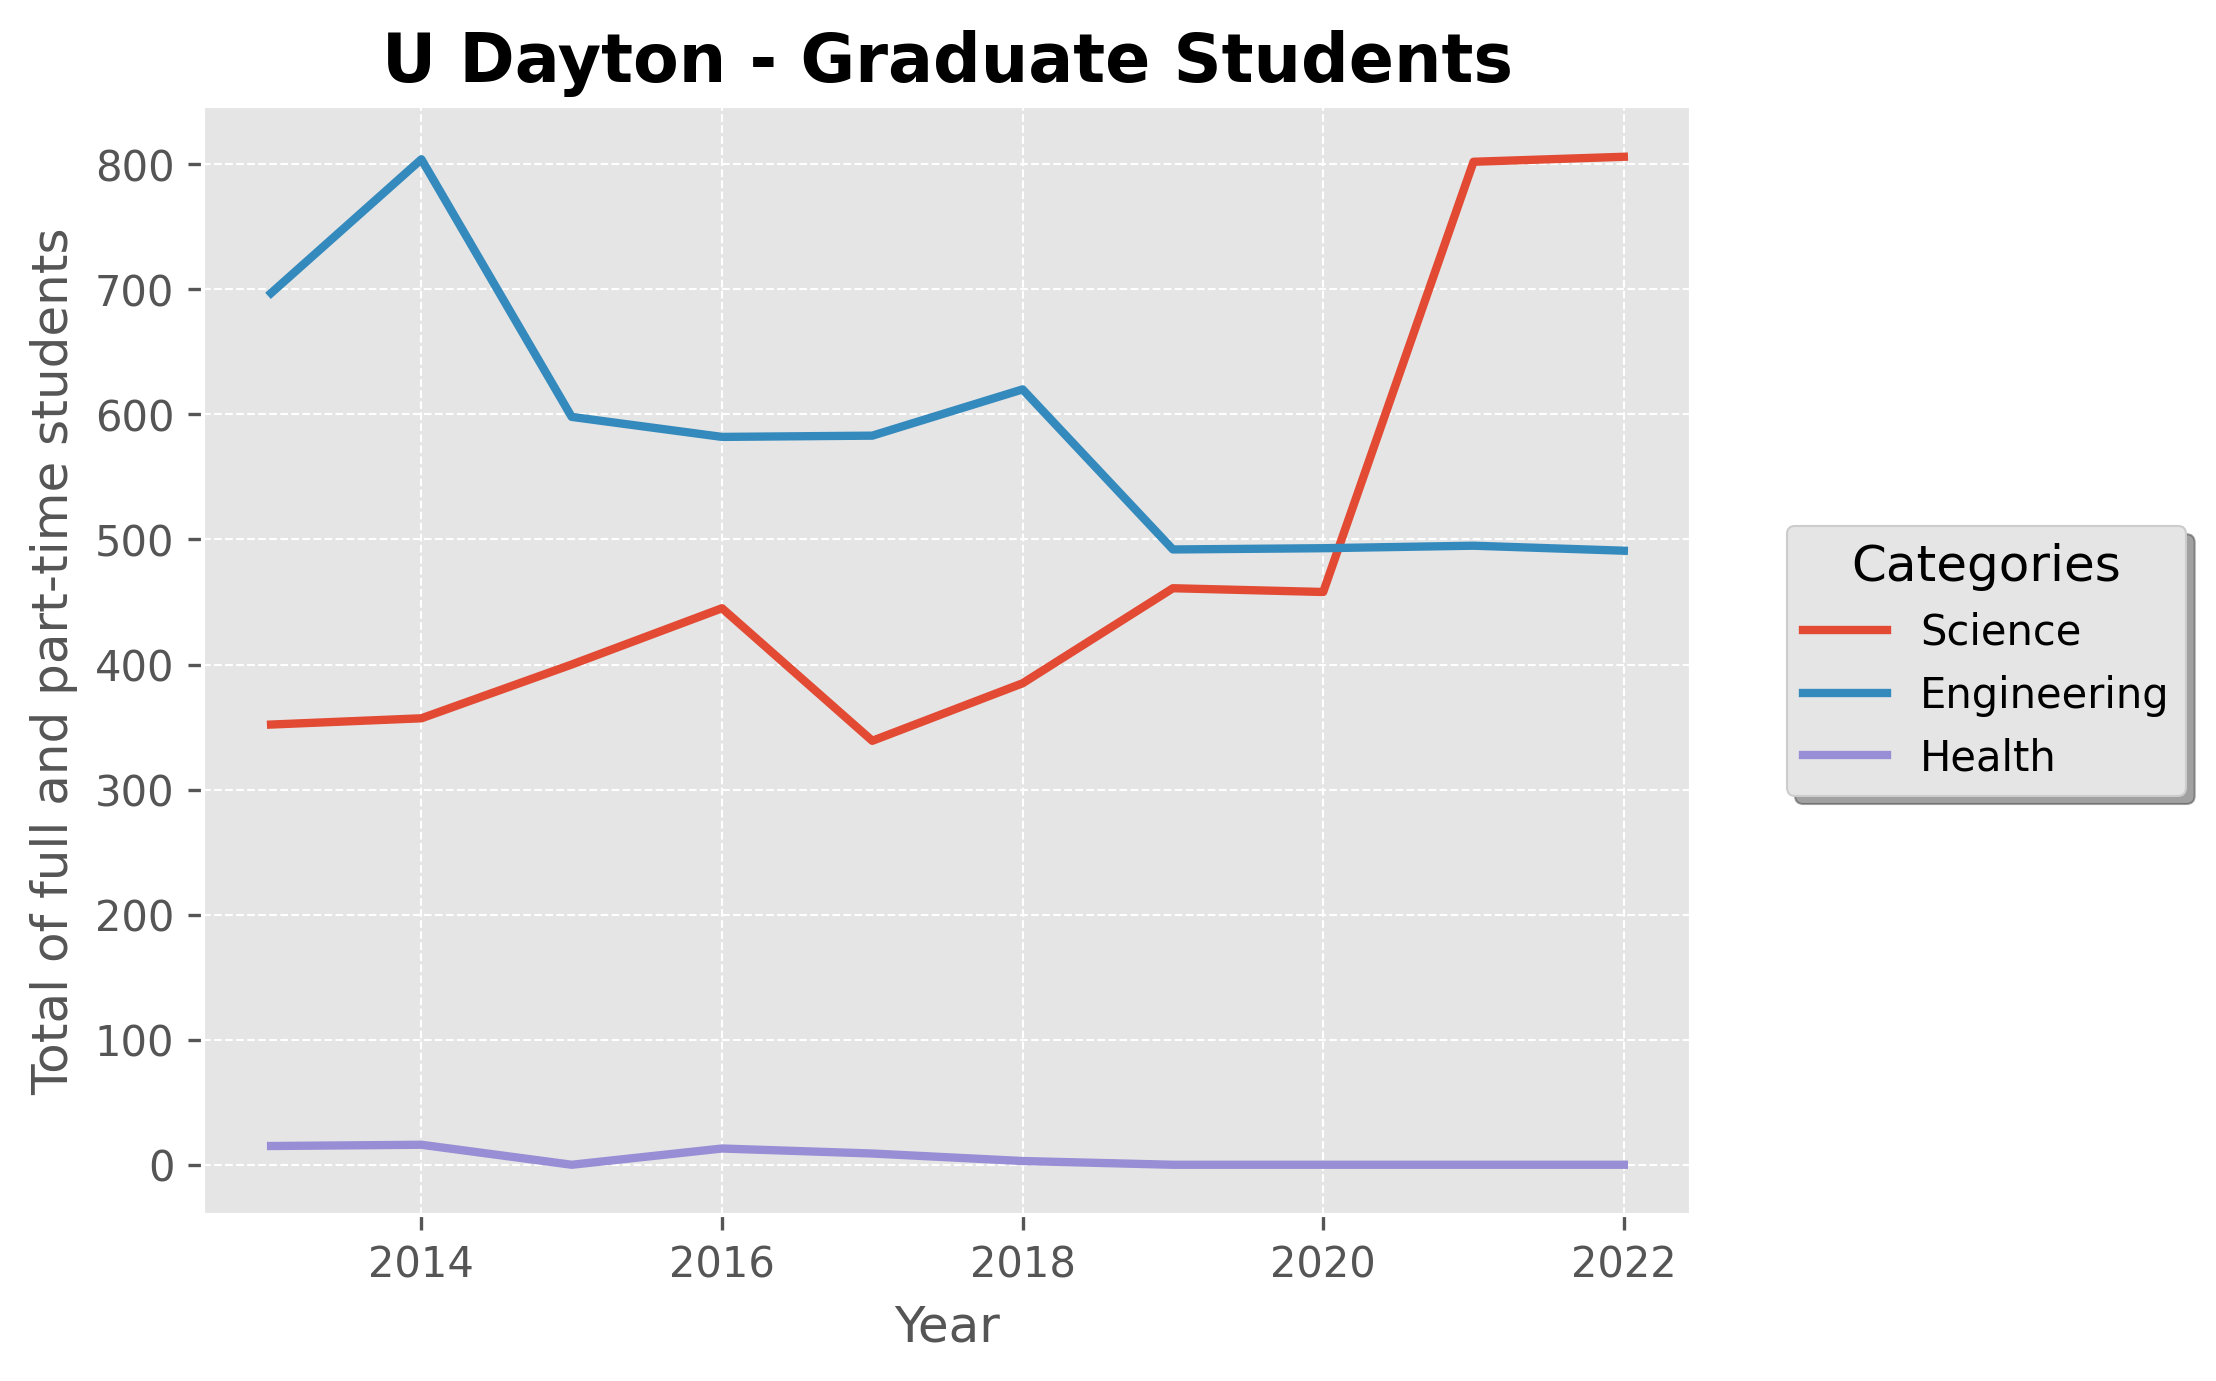 U Dayton - Graduate Students
Total of full and part-time students
800
700
600
500
400
300
200
100
0
2014 2016 2018 2020 2022
Year
Categories
Science
Engineering
Health